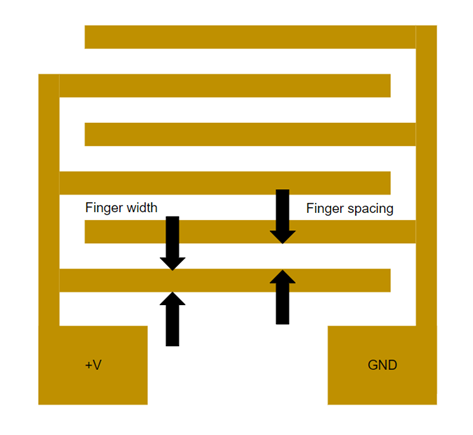 Finger width
Finger spacing
+V
GND